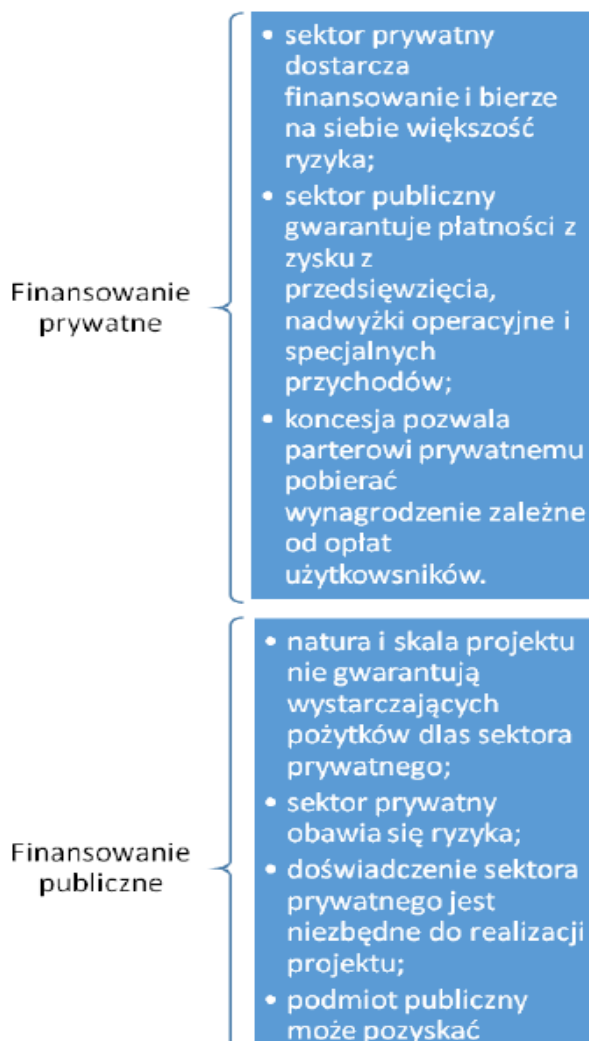 Finansowanie
prywatne
• sektor prywatny
dostarcza
finansowanie i bierze
na siebie większość
ryzyka;
• sektor publiczny
gwarantuje płatności z
zysku z
przedsięwzięcia,
nadwyżki operacyjne i
specjalnych
przychodów;
• koncesja pozwala
parterowi prywatnemu
pobierać
wynagrodzenie zależne
od opłat
użytkowsników.
Finansowanie
publiczne
• natura i skala projektu
nie gwarantują
wystarczających
pożytków dlas sektora
prywatnego;
• sektor prywatny
obawia się ryzyka;
• doświadczenie sektora
prywatnego jest
niezbędne do realizacji
projektu;
• podmiot publiczny
może pozyskać